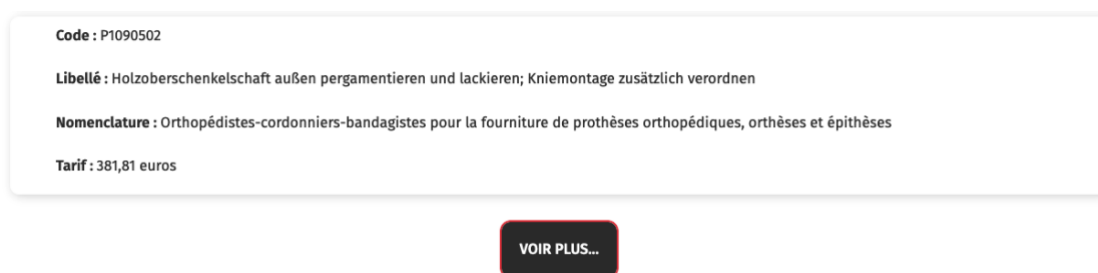 Code : P1090502
Libellé : Holzoberschenkelschaft außen pergamentieren und lackieren; Kniemontage zusätzlich verordnen
Nomenclature : Orthopédistes-cordonniers-bandagistes pour la fourniture de prothèses orthopédiques, orthèses et épithèses
Tarif : 381,81 euros
VOIR PLUS...